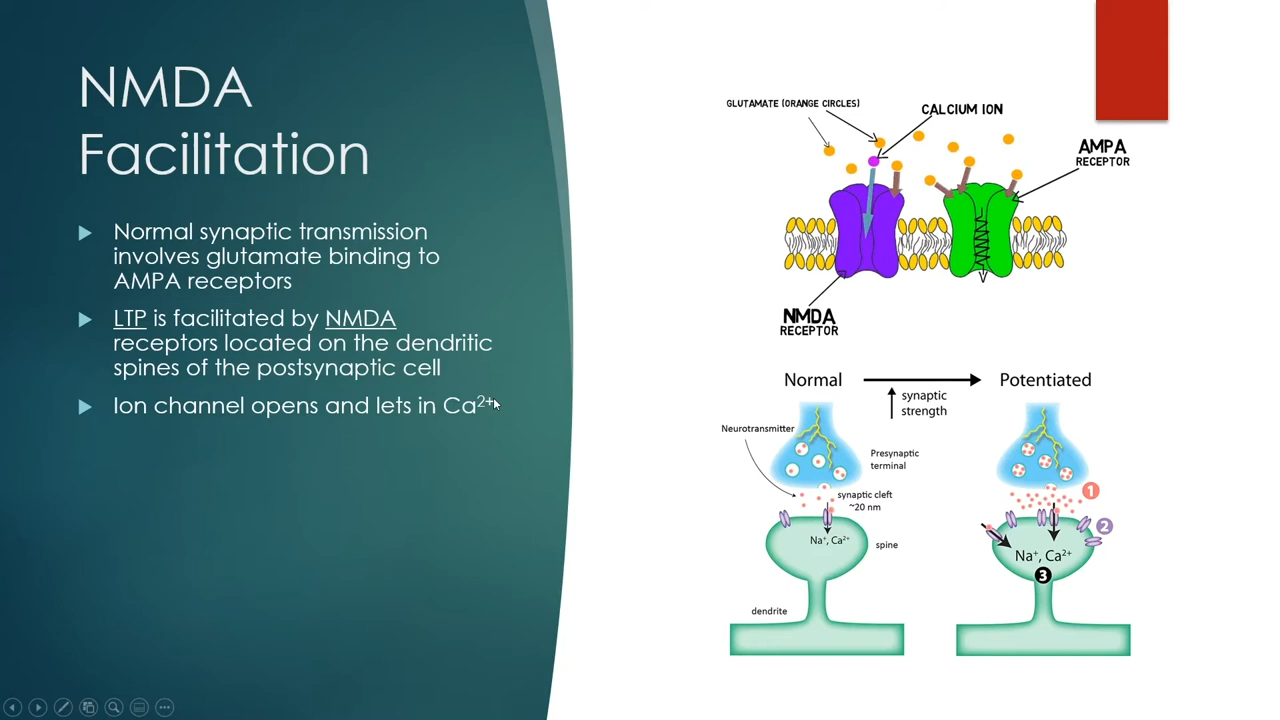 NMDA
Facilitation
Normal synaptic transmission
involves glutamate binding to
AMPA receptors
LTP is facilitated by NMDA
receptors located on the dendritic
spines of the postsynaptic cell
Ion channel opens and lets in Ca²⁺
GLUTAMATE (ORANGE CIRCLES)
CALCIUM ION
AMPA
RECEPTOR
NMDA
RECEPTOR
Normal
synaptic
strength
Potentiated
Neurotransmitter
Presynaptic
terminal
synaptic cleft
~20 nm
Na⁺, Ca²⁺
spine
dendrite
1
2
Na⁺, Ca²⁺
3